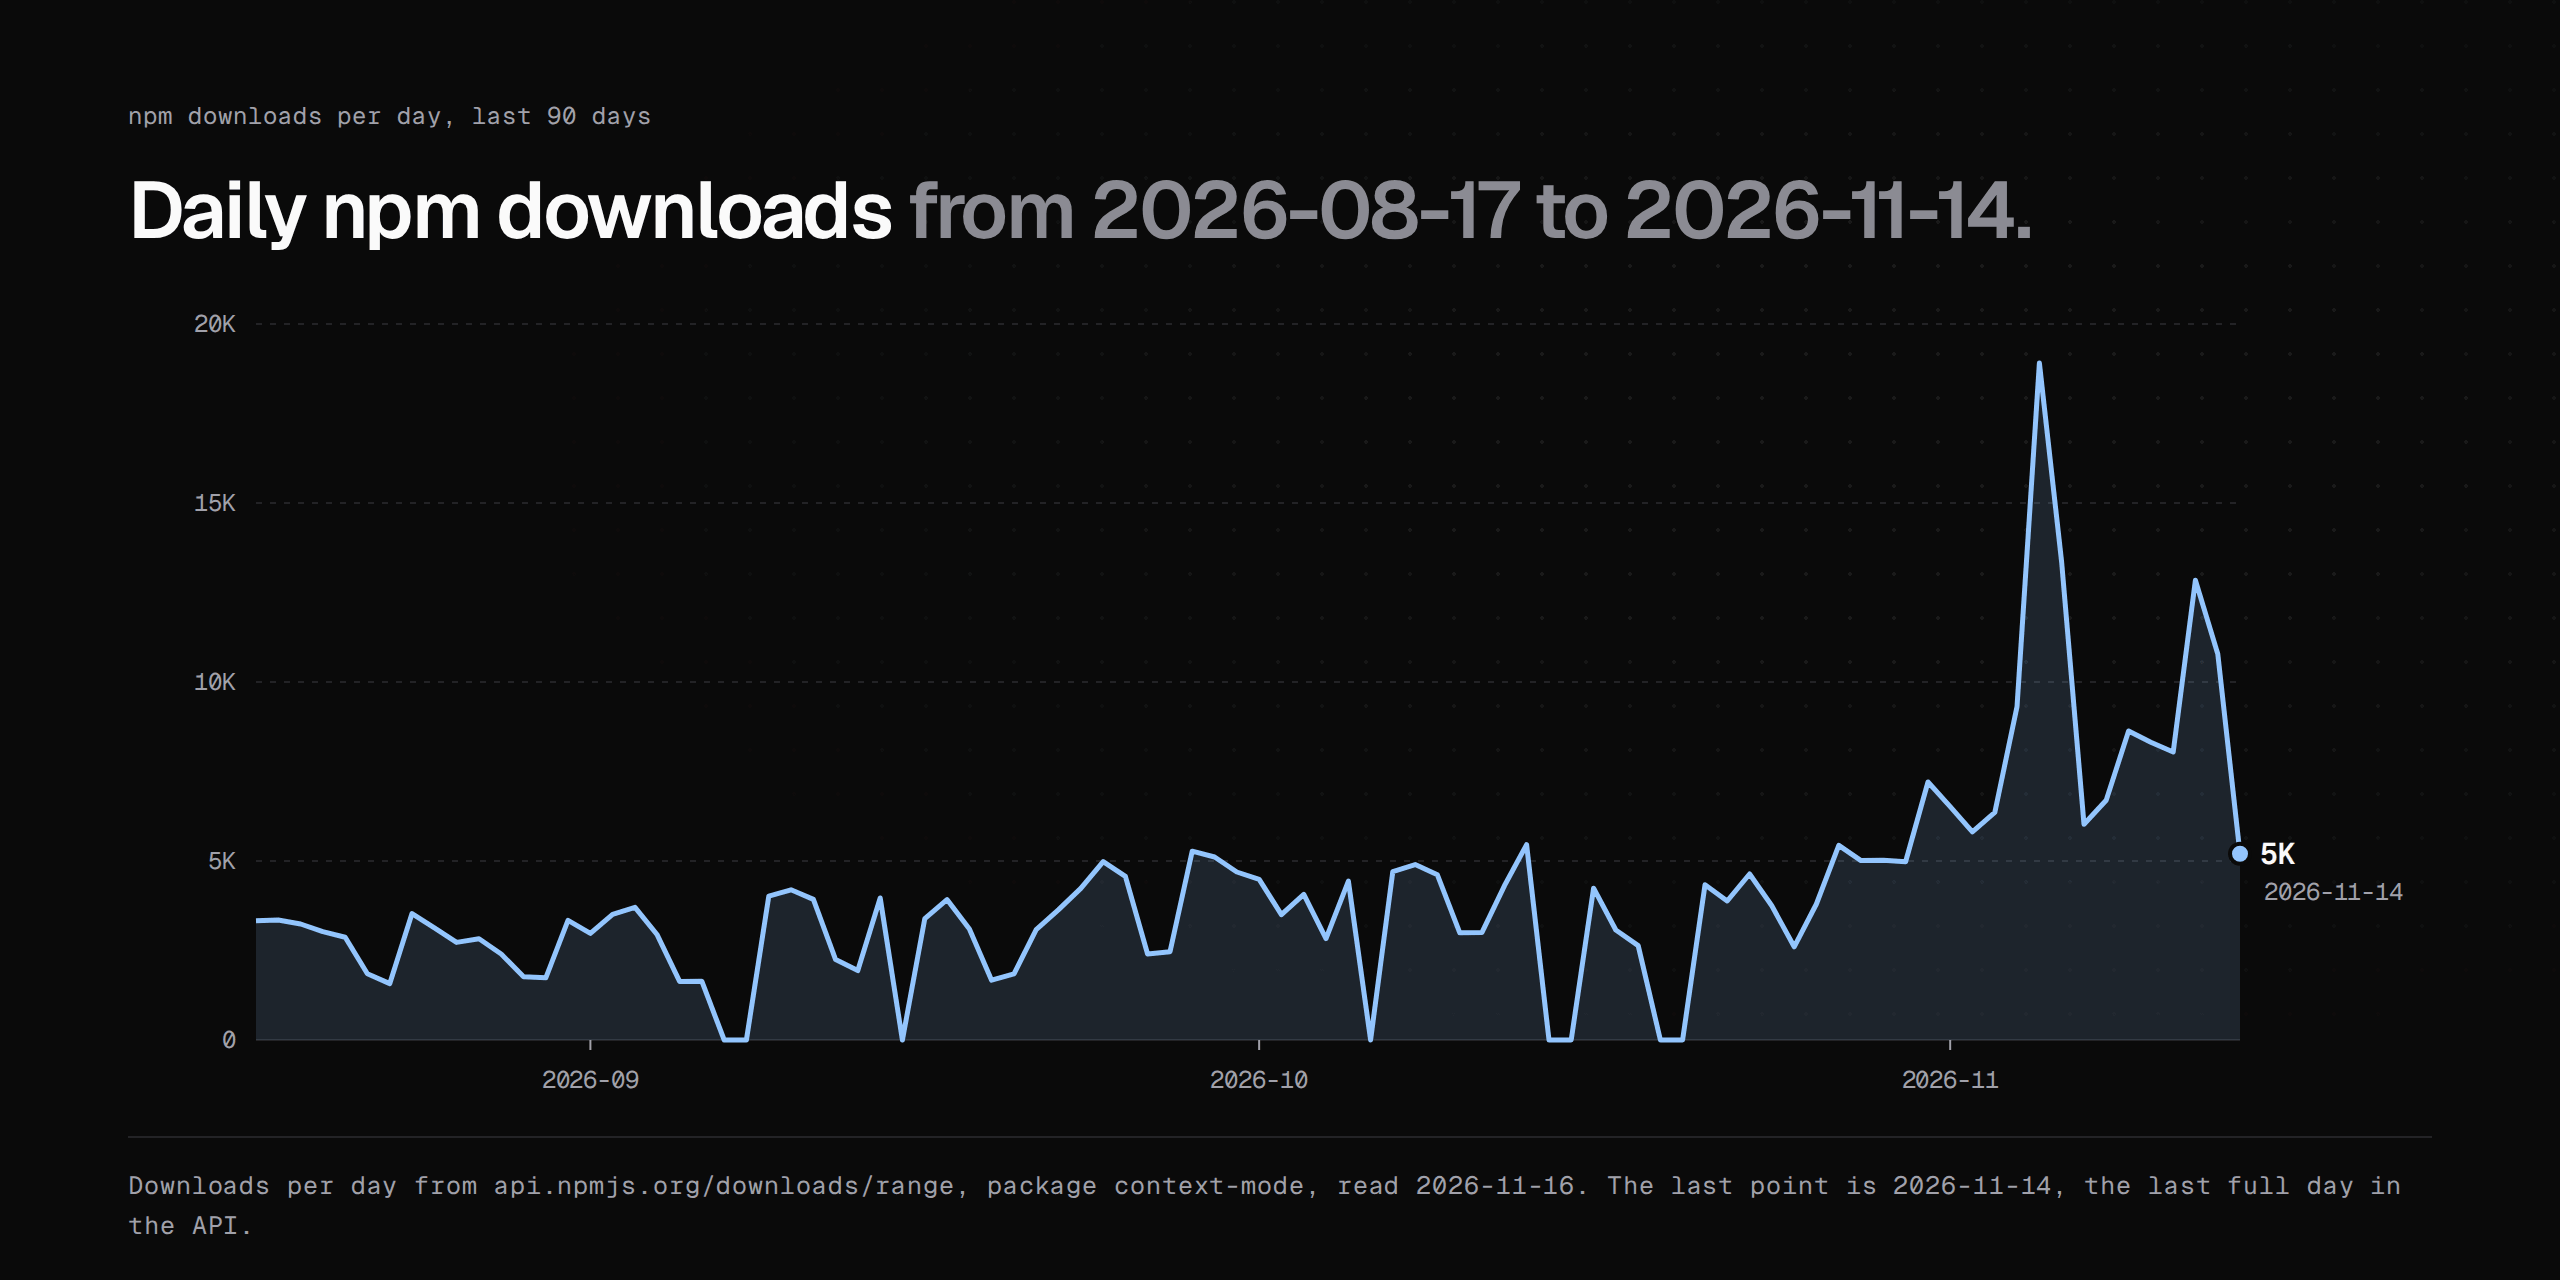 npm downloads per day, last 90 days
Daily npm downloads from 2026-08-17 to 2026-11-14.
20K
15K
10K
5K
0
5K
2026-11-14
2026-09
2026-10
2026-11
Downloads per day from api.npmjs.org/downloads/range, package context-mode, read 2026-11-16. The last point is 2026-11-14, the last full day in
the API.